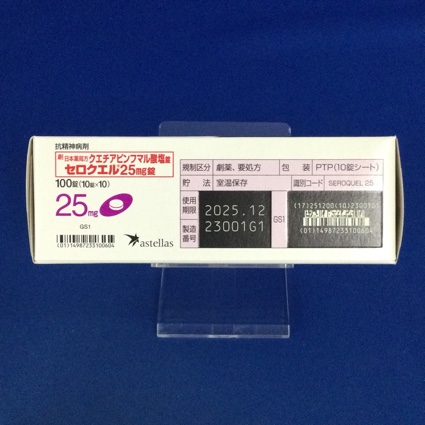 抗精神病剤
劇 日本薬局方 クエチアピンフマル酸塩錠
セロクエル®25mg錠
100錠(10錠×10)
25mg
GS1
(01)14987233100604
astellas
規制区分 劇薬、要処方 包装 PTP(10錠シート)
貯法 室温保存 識別コード SEROQUEL 25
使用期限 2025.12
製造番号 23001G1
GS1
(17)251200(10)23001G1
(01)14987233100604